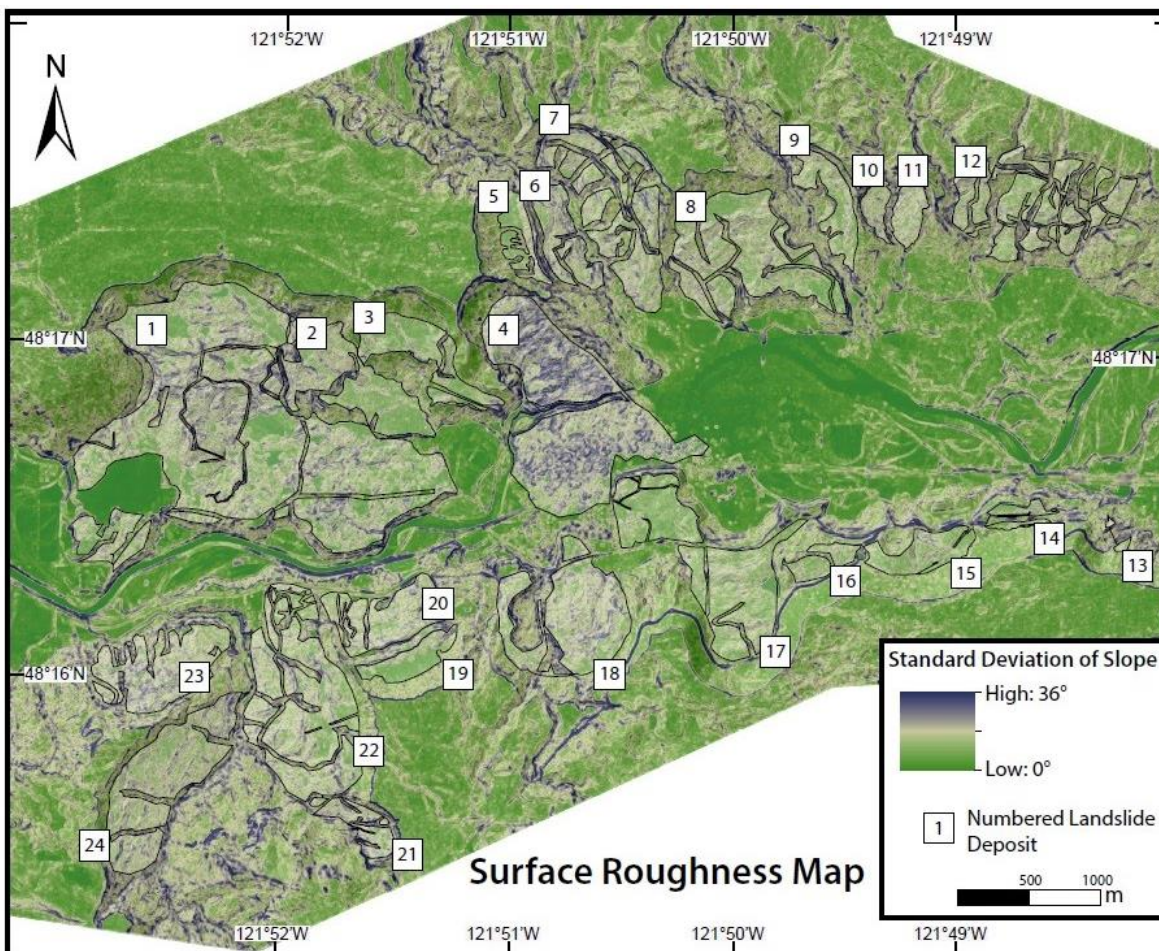 121°52'W
121°51'W
121°50'W
121°49'W
N
7
9
10
11
12
5
6
8
1
2
3
4
48°17'N
48°17'N
14
13
15
16
17
20
19
18
23
22
24
21
48°16'N
Standard Deviation of Slope
High: 36°
Low: 0°
1 Numbered Landslide
Deposit
500 1000
m
Surface Roughness Map
121°52'W
121°51'W
121°50'W
121°49'W